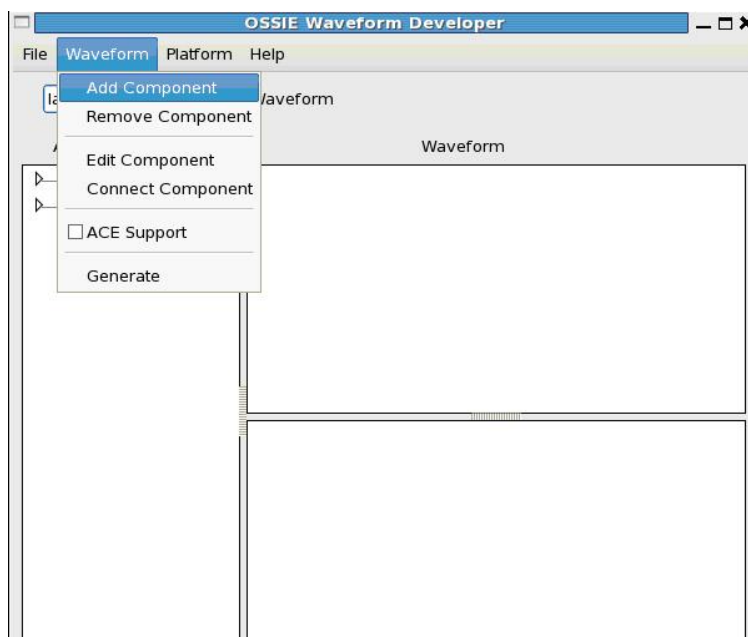 OSSIE Waveform Developer
File Waveform Platform Help
Add Component
Waveform
Remove Component
Waveform
Edit Component
Connect Component
ACE Support
Generate